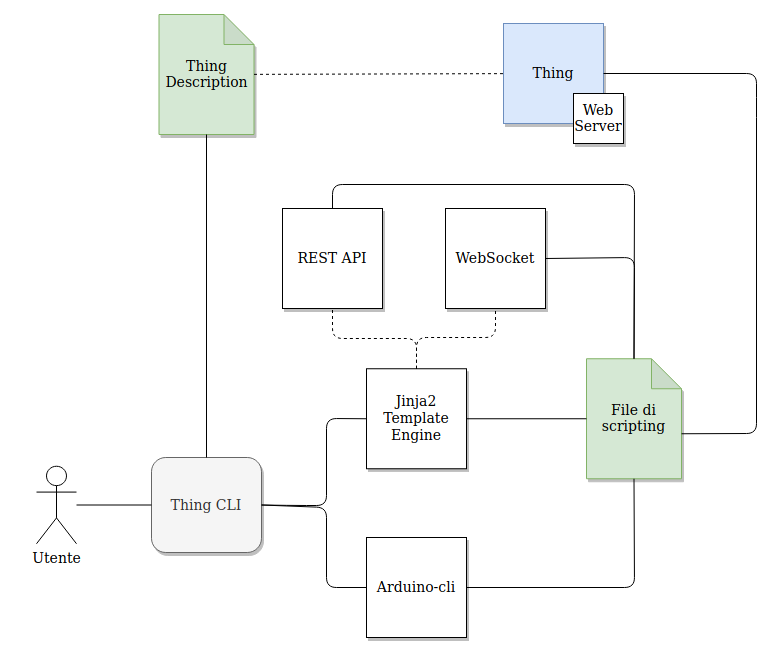 Thing
Description
Thing
Web
Server
REST API
WebSocket
Jinja2
Template
Engine
File di
scripting
Thing CLI
Utente
Arduino-cli